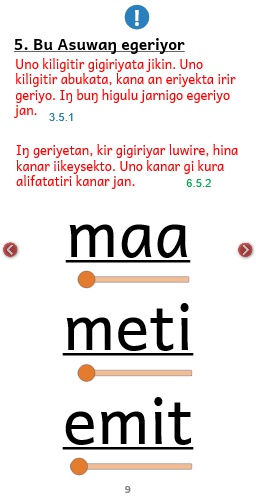 !
5. Bu Asuwaŋ egeriyor
Uno kiligitir gigiriyata jikin. Uno
kiligitir abukata, kana an eriyekta irir
geriyo. Iŋ buŋ higulu jarnigo egeriyo
jan. 3.5.1
Iŋ geriyetan, kir gigiriyar luwire, hina
kanar iikeysekto. Uno kanar gi kura
alifatatiri kanar jan. 6.5.2
maa
meti
emit
9